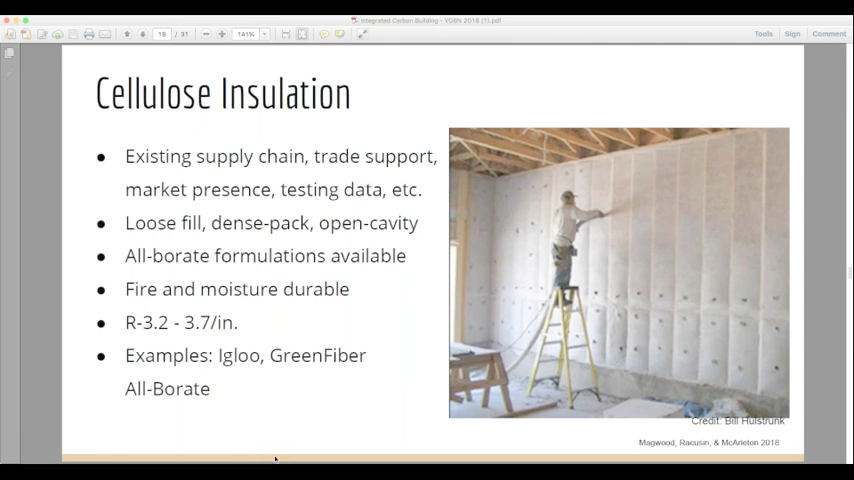 Integrated Carbon Building - VGBN 2018 (1).pdf
18 / 31
141%
Tools
Sign
Comment
Cellulose Insulation
● Existing supply chain, trade support,
market presence, testing data, etc.
● Loose fill, dense-pack, open-cavity
● All-borate formulations available
● Fire and moisture durable
● R-3.2 - 3.7/in.
● Examples: Igloo, GreenFiber
All-Borate
Credit: Bill Hulstrunk
Magwood, Racusin, & McArleton 2018